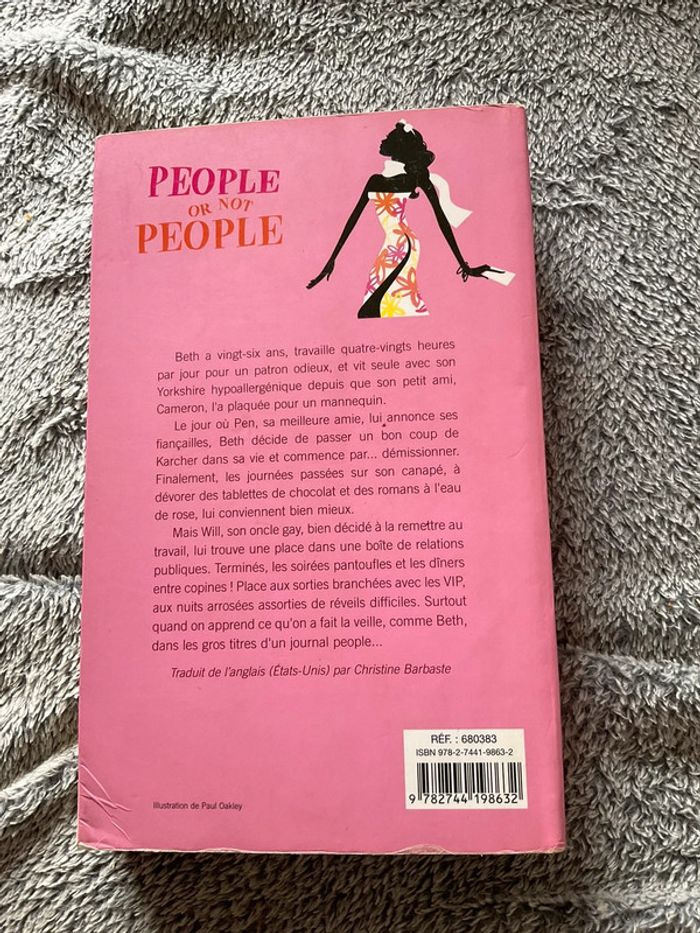 PEOPLE
OR NOT
PEOPLE
Beth a vingt-six ans, travaille quatre-vingts heures
par jour pour un patron odieux, et vit seule avec son
Yorkshire hypoallergénique depuis que son petit ami,
Cameron, l'a plaquée pour un mannequin.
Le jour où Pen, sa meilleure amie, lui annonce ses
fiançailles, Beth décide de passer un bon coup de
Karcher dans sa vie et commence par... démissionner.
Finalement, les journées passées sur son canapé, à
dévorer des tablettes de chocolat et des romans à l'eau
de rose, lui conviennent bien mieux.
Mais Will, son oncle gay, bien décidé à la remettre au
travail, lui trouve une place dans une boîte de relations
publiques. Terminés, les soirées pantoufles et les dîners
entre copines ! Place aux sorties branchées avec les VIP,
aux nuits arrosées assorties de réveils difficiles. Surtout
quand on apprend ce qu'on a fait la veille, comme Beth,
dans les gros titres d'un journal people...
Traduit de l'anglais (États-Unis) par Christine Barbaste
RÉF. : 680383
ISBN 978-2-7441-9863-2
9 782744 198632
Illustration de Paul Oakley